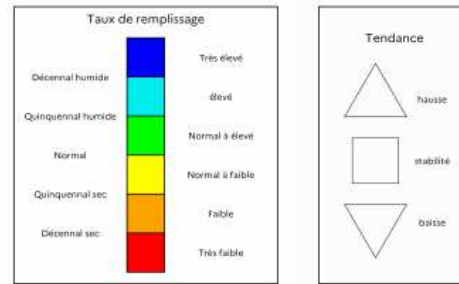 Taux de remplissage
Très élevé
Décennal humide
élevé
Quinquennal humide
Normal à élevé
Normal
Normal à faible
Quinquennal sec
Faible
Décennal sec
Très faible
Tendance
hausse
stabilité
baisse